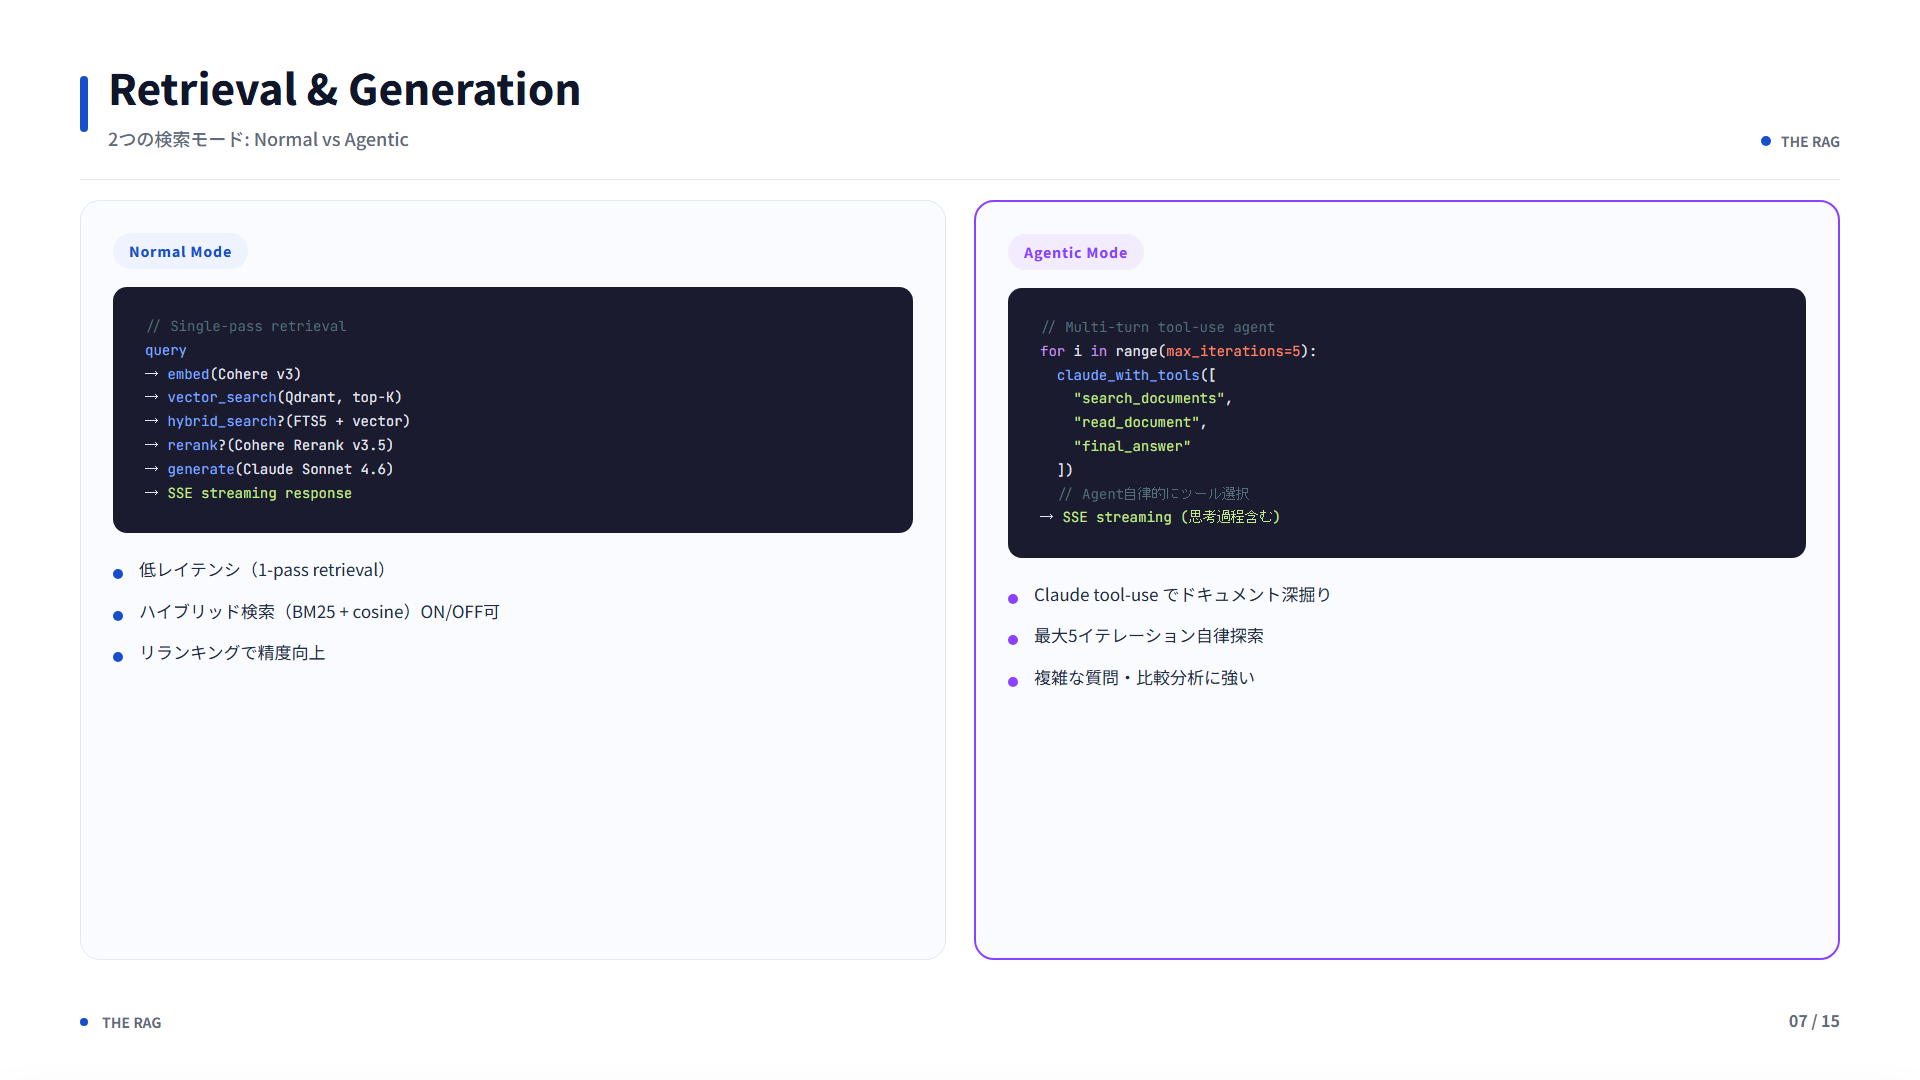 Retrieval & Generation
2つの検索モード: Normal vs Agentic
THE RAG
Normal Mode
// Single-pass retrieval
query
→ embed(Cohere v3)
→ vector_search(Qdrant, top-K)
→ hybrid_search?(FTS5 + vector)
→ rerank?(Cohere Rerank v3.5)
→ generate(Claude Sonnet 4.6)
→ SSE streaming response
低レイテンシ（1-pass retrieval）
ハイブリッド検索（BM25 + cosine）ON/OFF可
リランキングで精度向上
Agentic Mode
// Multi-turn tool-use agent
for i in range(max_iterations=5):
claude_with_tools([
"search_documents",
"read_document",
"final_answer"
])
// Agent自律的にツール選択
→ SSE streaming (思考過程含む)
Claude tool-use でドキュメント深掘り
最大5イテレーション自律探索
複雑な質問・比較分析に強い
THE RAG
07 / 15